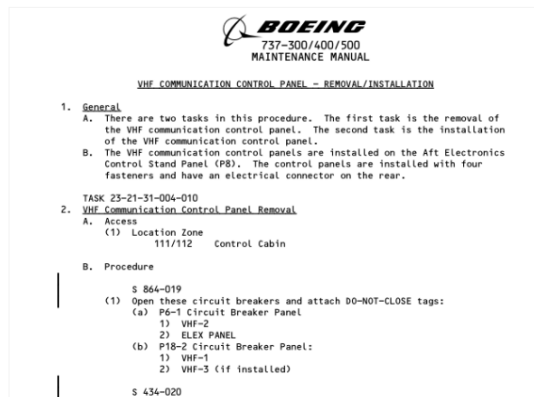 BOEING
737-300/400/500
MAINTENANCE MANUAL
VHF COMMUNICATION CONTROL PANEL – REMOVAL/INSTALLATION
1. General
A. There are two tasks in this procedure. The first task is the removal of
the VHF communication control panel. The second task is the installation
of the VHF communication control panel.
B. The VHF communication control panels are installed on the Aft Electronics
Control Stand Panel (P8). The control panels are installed with four
fasteners and have an electrical connector on the rear.
TASK 23-21-31-004-010
2. VHF Communication Control Panel Removal
A. Access
(1) Location Zone
111/112 Control Cabin
B. Procedure
S 864-019
(1) Open these circuit breakers and attach DO-NOT-CLOSE tags:
(a) P6-1 Circuit Breaker Panel
1) VHF-2
2) ELEX PANEL
(b) P18-2 Circuit Breaker Panel:
1) VHF-1
2) VHF-3 (if installed)
S 434-020